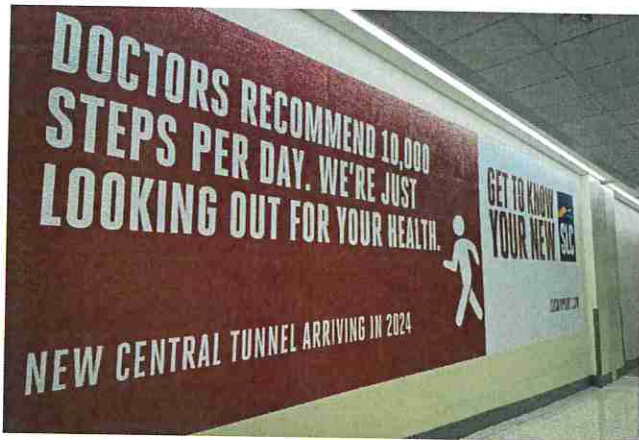 DOCTORS RECOMMEND 10,000
STEPS PER DAY. WE'RE JUST
LOOKING OUT FOR YOUR HEALTH.
NEW CENTRAL TUNNEL ARRIVING IN 2024
GET TO KNOW
YOUR NEW
SLC